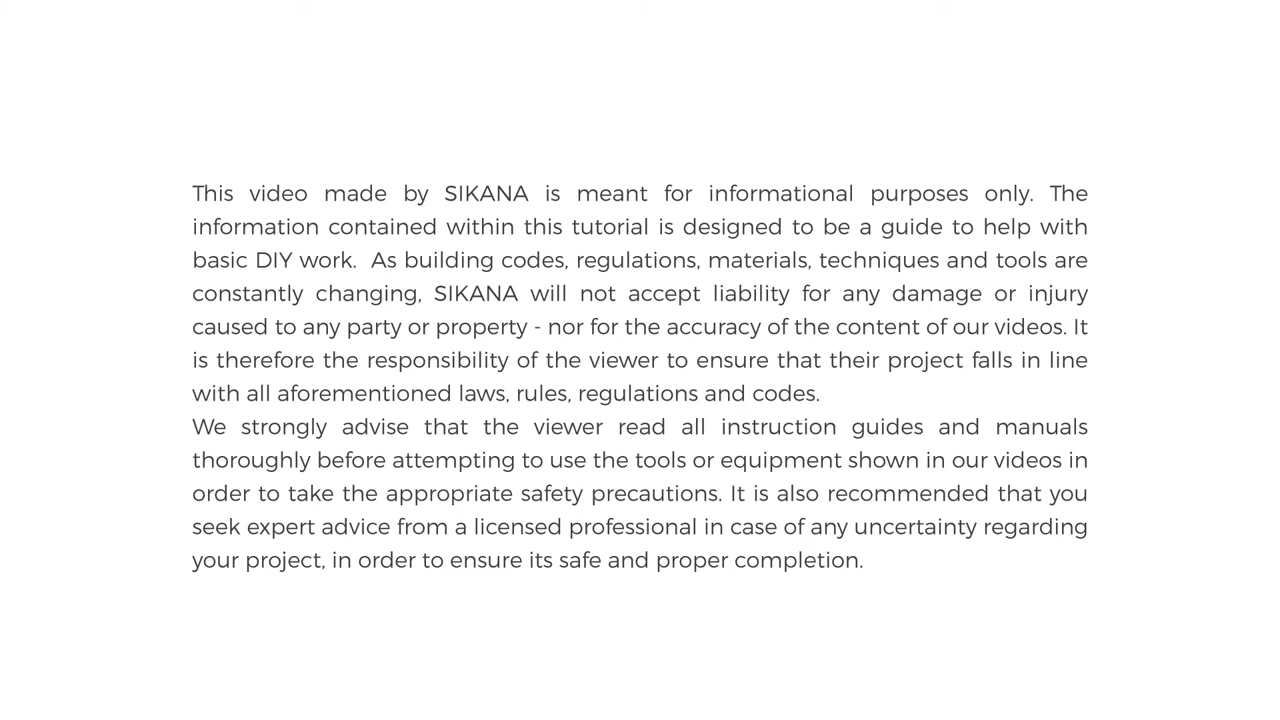 This video made by SIKANA is meant for informational purposes only. The
information contained within this tutorial is designed to be a guide to help with
basic DIY work.  As building codes, regulations, materials, techniques and tools are
constantly changing, SIKANA will not accept liability for any damage or injury
caused to any party or property - nor for the accuracy of the content of our videos. It
is therefore the responsibility of the viewer to ensure that their project falls in line
with all aforementioned laws, rules, regulations and codes.
We strongly advise that the viewer read all instruction guides and manuals
thoroughly before attempting to use the tools or equipment shown in our videos in
order to take the appropriate safety precautions. It is also recommended that you
seek expert advice from a licensed professional in case of any uncertainty regarding
your project, in order to ensure its safe and proper completion.